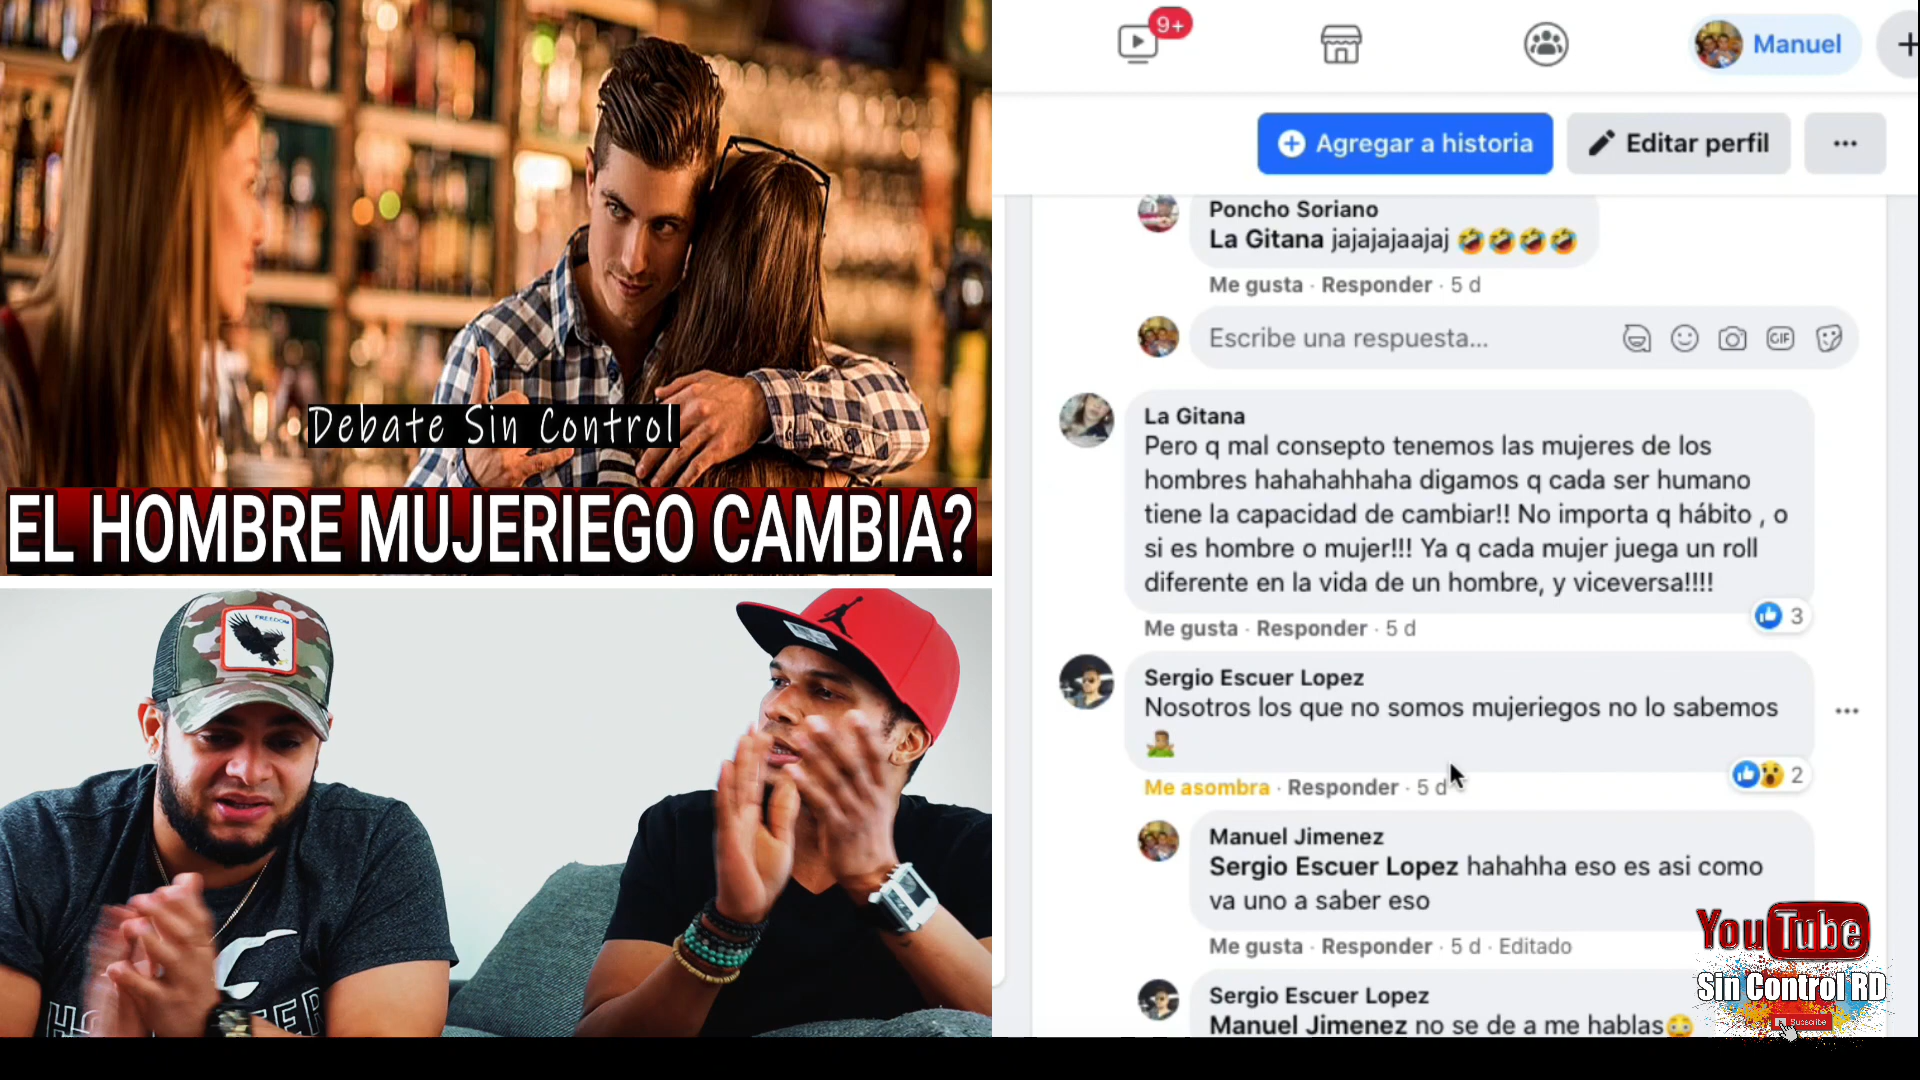 Debate Sin Control
EL HOMBRE MUJERIEGO CAMBIA?
FREEDOM
9+
Manuel
Agregar a historia
Editar perfil
Poncho Soriano
La Gitana jajajajaajaj 🤣🤣🤣🤣
Me gusta · Responder · 5 d
Escribe una respuesta...
GIF
La Gitana
Pero q mal consepto tenemos las mujeres de los
hombres hahahahhaha digamos q cada ser humano
tiene la capacidad de cambiar!! No importa q hábito , o
si es hombre o mujer!!! Ya q cada mujer juega un roll
diferente en la vida de un hombre, y viceversa!!!!
3
Me gusta · Responder · 5 d
Sergio Escuer Lopez
Nosotros los que no somos mujeriegos no lo sabemos
🤷🏽‍♂️
2
Me asombra · Responder · 5 d
Manuel Jimenez
Sergio Escuer Lopez hahahha eso es asi como
va uno a saber eso
Me gusta · Responder · 5 d · Editado
Sergio Escuer Lopez
Manuel Jimenez no se de a me hablas😳
YouTube
Sin Control RD
Subscribe